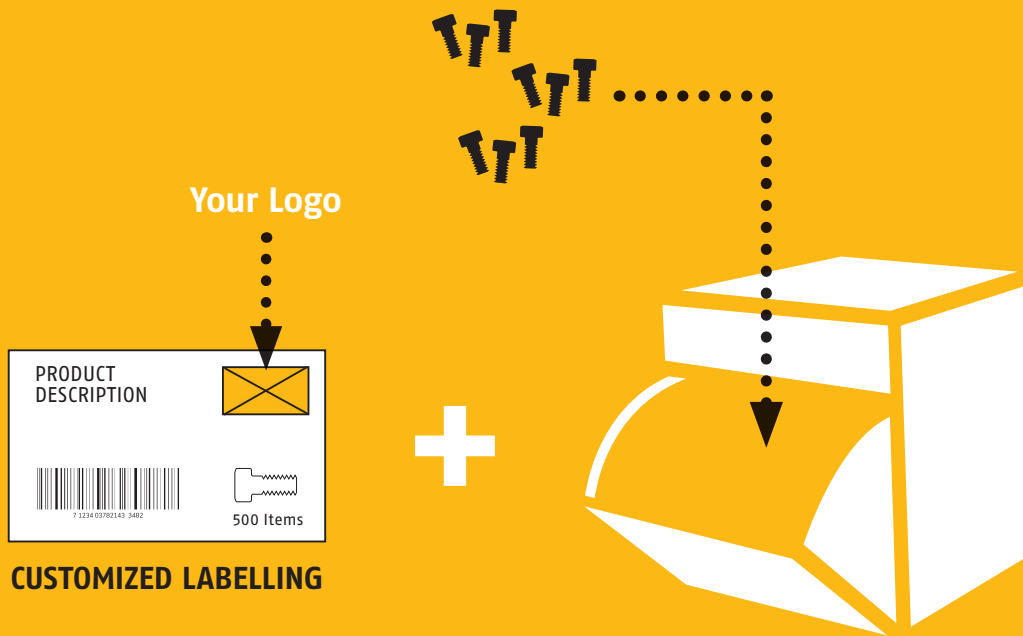 Your Logo
PRODUCT
DESCRIPTION
7 1234 03782143 3482
500 Items
CUSTOMIZED LABELLING